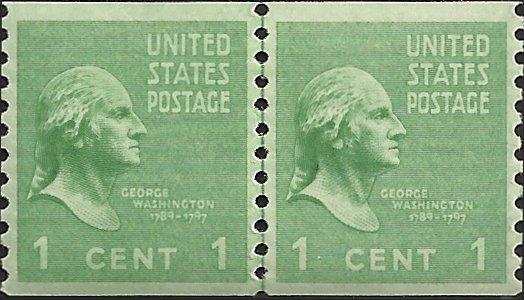 UNITED
STATES
POSTAGE
GEORGE
WASHINGTON
1789-1797
1 CENT 1
UNITED
STATES
POSTAGE
GEORGE
WASHINGTON
1789-1797
1 CENT 1